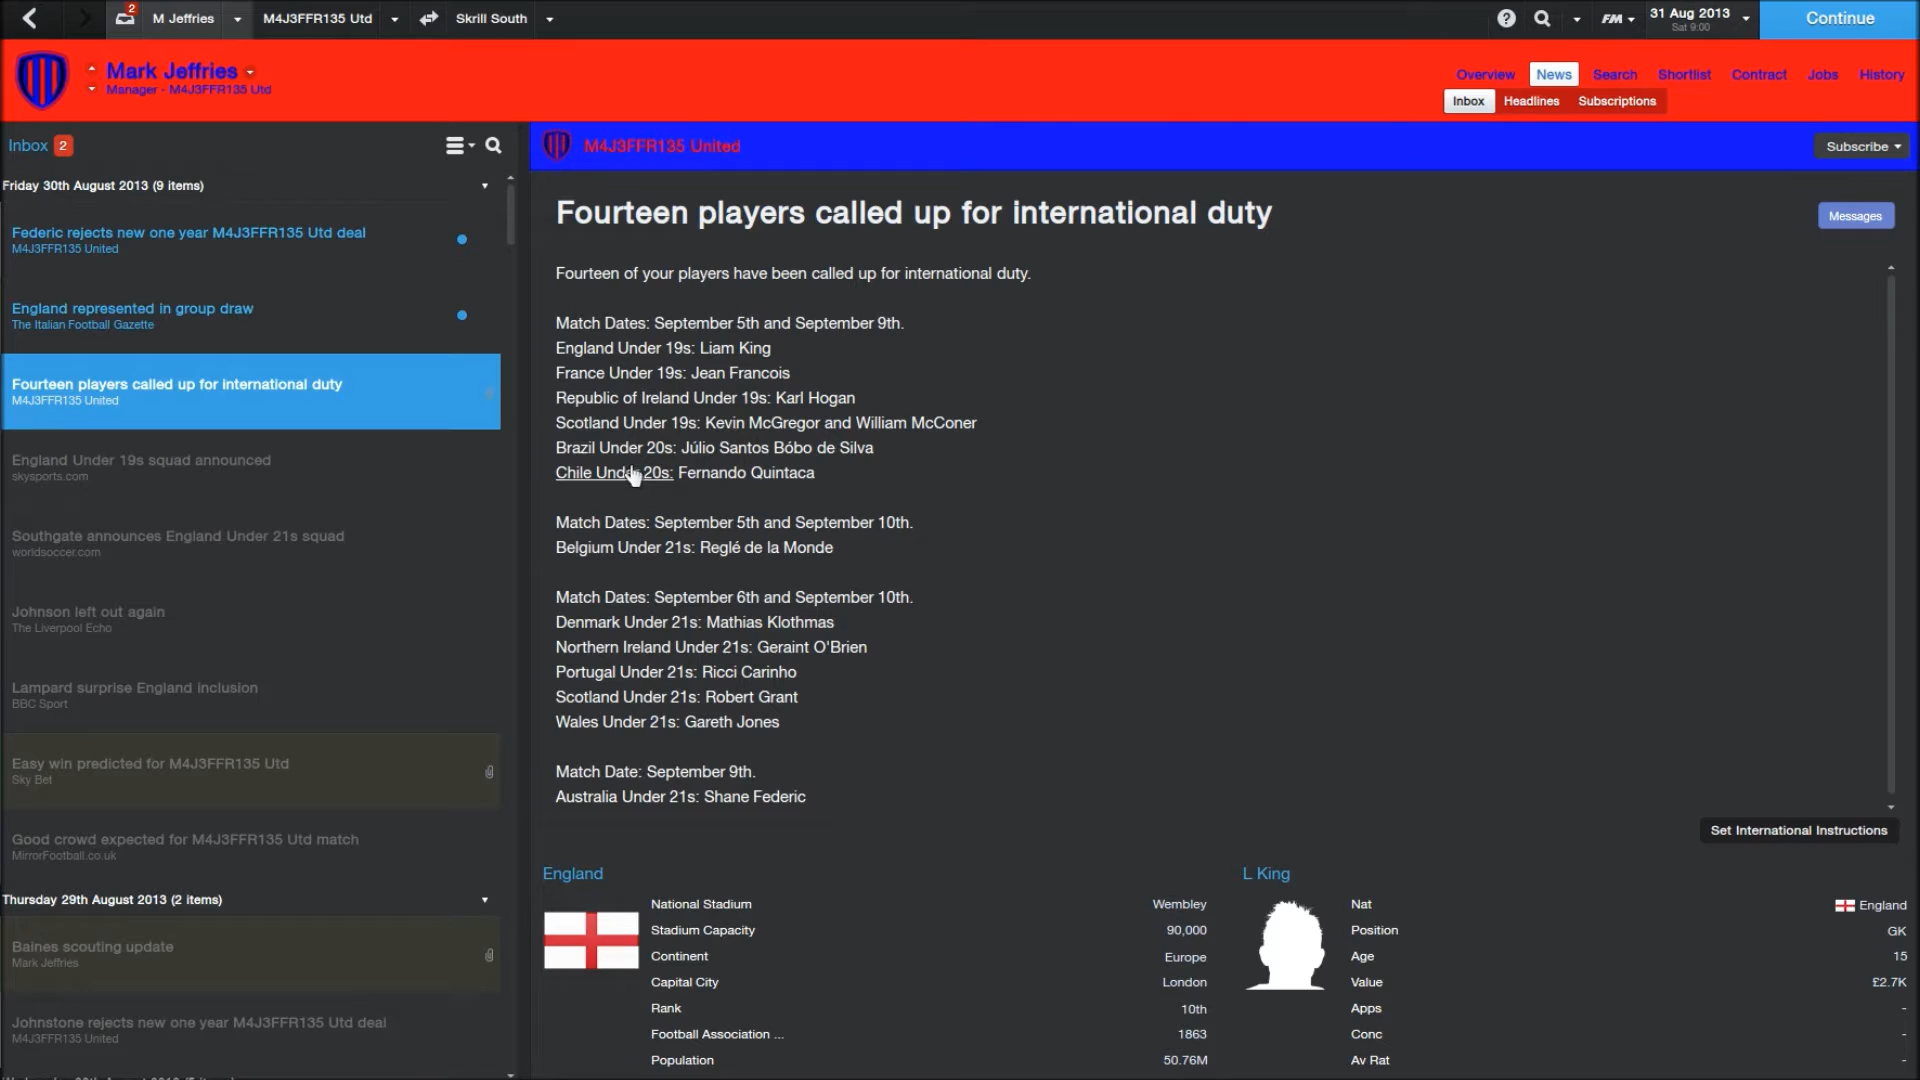 2
M Jeffries
M4J3FFR135 Utd
Skrill South
?
FM
31 Aug 2013
Sat 9:00
Continue
Mark Jeffries
Manager - M4J3FFR135 Utd
Overview
News
Search
Shortlist
Contract
Jobs
History
Inbox
Headlines
Subscriptions
Inbox 2
M4J3FFR135 United
Subscribe
Friday 30th August 2013 (9 items)
Federic rejects new one year M4J3FFR135 Utd deal
M4J3FFR135 United
England represented in group draw
The Italian Football Gazette
Fourteen players called up for international duty
M4J3FFR135 United
England Under 19s squad announced
skysports.com
Southgate announces England Under 21s squad
worldsoccer.com
Johnson left out again
The Liverpool Echo
Lampard surprise England inclusion
BBC Sport
Easy win predicted for M4J3FFR135 Utd
Sky Bet
Good crowd expected for M4J3FFR135 Utd match
MirrorFootball.co.uk
Thursday 29th August 2013 (2 items)
Baines scouting update
Mark Jeffries
Johnstone rejects new one year M4J3FFR135 Utd deal
M4J3FFR135 United
Fourteen players called up for international duty
Messages
Fourteen of your players have been called up for international duty.
Match Dates: September 5th and September 9th.
England Under 19s: Liam King
France Under 19s: Jean Francois
Republic of Ireland Under 19s: Karl Hogan
Scotland Under 19s: Kevin McGregor and William McConer
Brazil Under 20s: Júlio Santos Bóbo de Silva
Chile Under 20s: Fernando Quintaca
Match Dates: September 5th and September 10th.
Belgium Under 21s: Reglé de la Monde
Match Dates: September 6th and September 10th.
Denmark Under 21s: Mathias Klothmas
Northern Ireland Under 21s: Geraint O'Brien
Portugal Under 21s: Ricci Carinho
Scotland Under 21s: Robert Grant
Wales Under 21s: Gareth Jones
Match Date: September 9th.
Australia Under 21s: Shane Federic
Set International Instructions
England
National Stadium Wembley
Stadium Capacity 90,000
Continent Europe
Capital City London
Rank 10th
Football Association ... 1863
Population 50.76M
L King
Nat England
Position GK
Age 15
Value £2.7K
Apps -
Conc -
Av Rat -